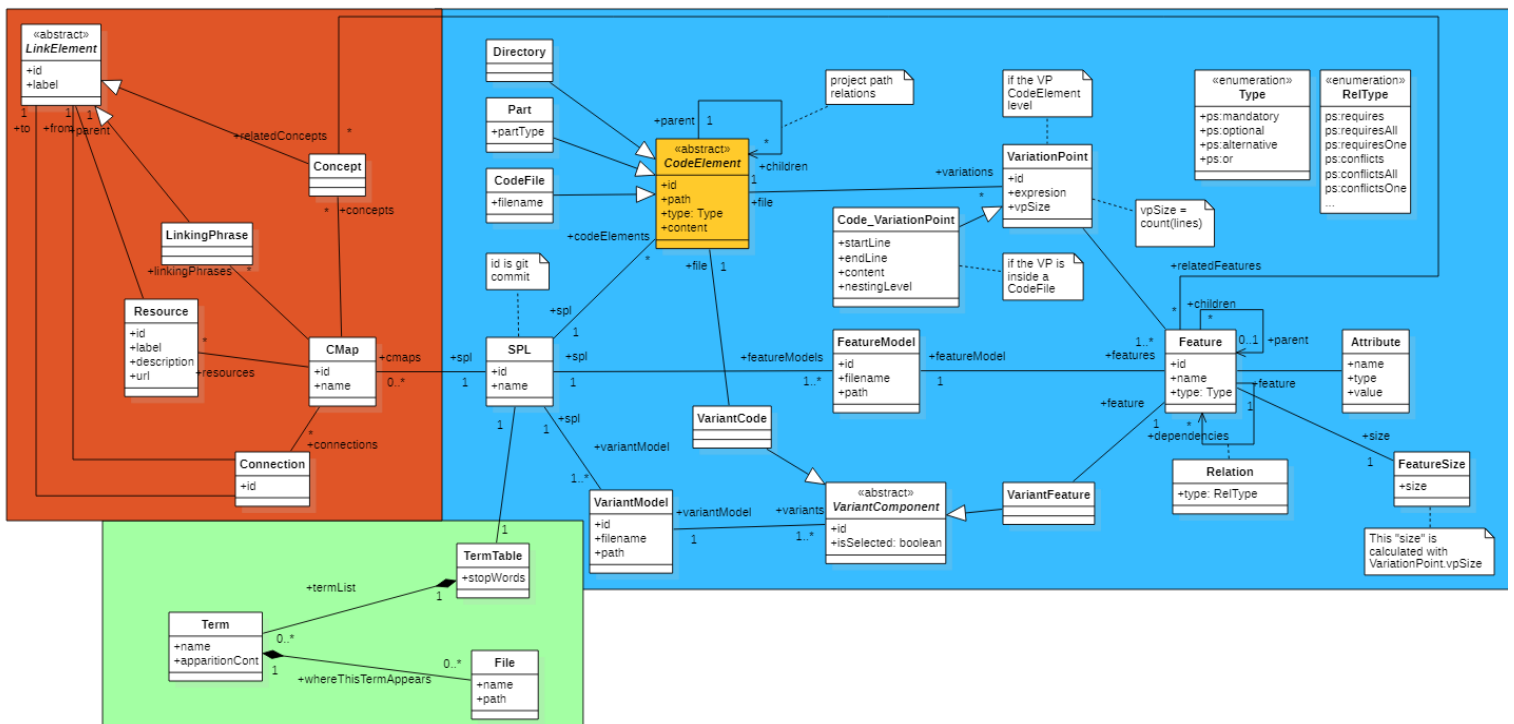 «abstract»
LinkElement
+id
+label
1
+to
1
+from
1
+parent
+relatedConcepts
*
Concept
*
+concepts
LinkingPhrase
+linkingPhrases
*
Resource
+id
+label
+description
+url
*
+resources
CMap
+id
+name
+cmaps
0..*
*
+connections
Connection
+id
Directory
Part
+partType
CodeFile
+filename
+parent
1
*
+children
project path
relations
«abstract»
CodeElement
+id
+path
+type: Type
+content
1
+file
+variations
*
if the VP
CodeElement
level
VariationPoint
+id
+expresion
+vpSize
vpSize =
count(lines)
Code_VariationPoint
+startLine
+endLine
+content
+nestingLevel
if the VP is
inside a
CodeFile
«enumeration»
Type
+ps:mandatory
+ps:optional
+ps:alternative
+ps:or
«enumeration»
RelType
ps:requires
ps:requiresAll
ps:requiresOne
ps:conflicts
ps:conflictsAll
ps:conflictsOne
...
+codeElements
*
+file
1
id is git
commit
+spl
1
+spl
1
SPL
+id
+name
+spl
1
+featureModels
1..*
FeatureModel
+id
+filename
+path
+featureModel
1
1..*
+features
+relatedFeatures
*
+children
*
0..1
+parent
Feature
+id
+name
+type: Type
Attribute
+name
+type
+value
+feature
1
+feature
1
*
+dependencies
Relation
+type: RelType
+size
1
FeatureSize
+size
This "size" is
calculated with
VariationPoint.vpSize
VariantCode
1
+spl
1
+variantModel
1..*
VariantModel
+id
+filename
+path
+variantModel
1
+variants
1..*
«abstract»
VariantComponent
+id
+isSelected: boolean
VariantFeature
1
TermTable
+stopWords
+termList
1
0..*
Term
+name
+apparitionCont
1
+whereThisTermAppears
0..*
File
+name
+path